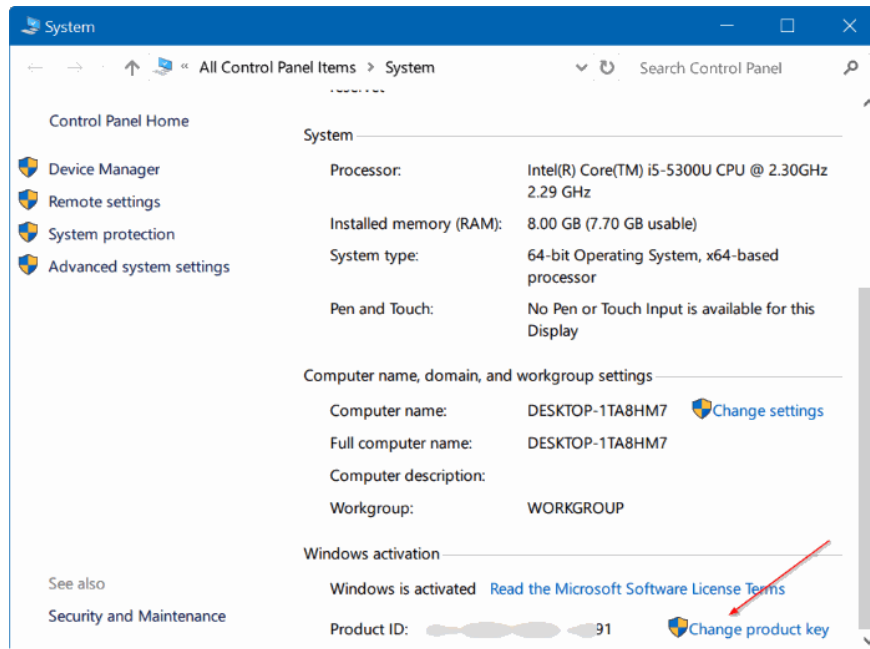 System
« All Control Panel Items > System
Search Control Panel
Control Panel Home
Device Manager
Remote settings
System protection
Advanced system settings
System
Processor: Intel(R) Core(TM) i5-5300U CPU @ 2.30GHz
2.29 GHz
Installed memory (RAM): 8.00 GB (7.70 GB usable)
System type: 64-bit Operating System, x64-based
processor
Pen and Touch: No Pen or Touch Input is available for this
Display
Computer name, domain, and workgroup settings
Computer name: DESKTOP-1TA8HM7 Change settings
Full computer name: DESKTOP-1TA8HM7
Computer description:
Workgroup: WORKGROUP
Windows activation
Windows is activated Read the Microsoft Software License Terms
Product ID: 91 Change product key
See also
Security and Maintenance